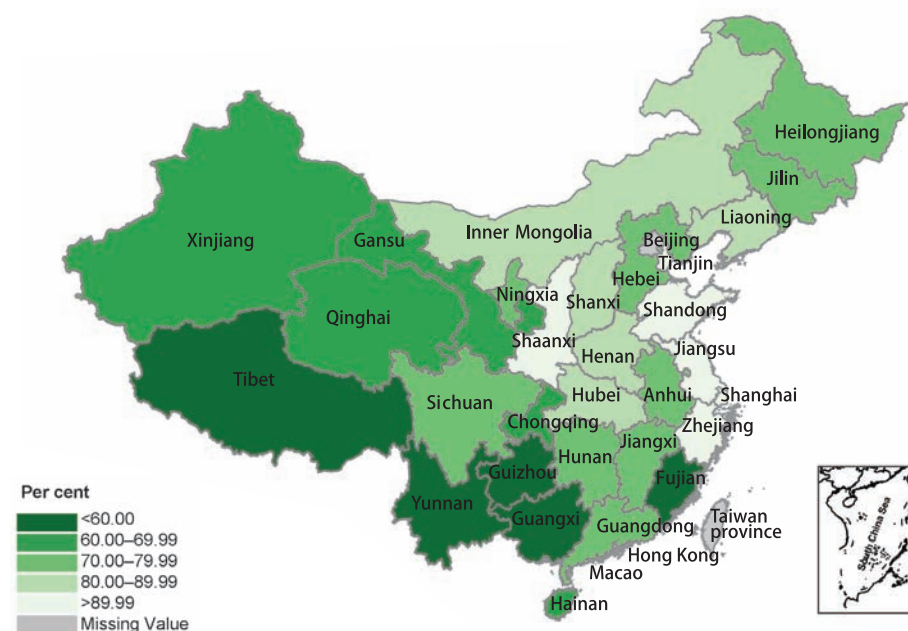 Heilongjiang
Jilin
Liaoning
Inner Mongolia
Beijing
Tianjin
Hebei
Xinjiang
Gansu
Ningxia
Shanxi
Shandong
Qinghai
Shaanxi
Henan
Jiangsu
Tibet
Sichuan
Hubei
Anhui
Shanghai
Chongqing
Zhejiang
Hunan
Jiangxi
Guizhou
Fujian
Yunnan
Guangxi
Guangdong
Taiwan
province
Hong Kong
Macao
Hainan
South China Sea
Per cent
<60.00
60.00–69.99
70.00–79.99
80.00–89.99
>89.99
Missing Value